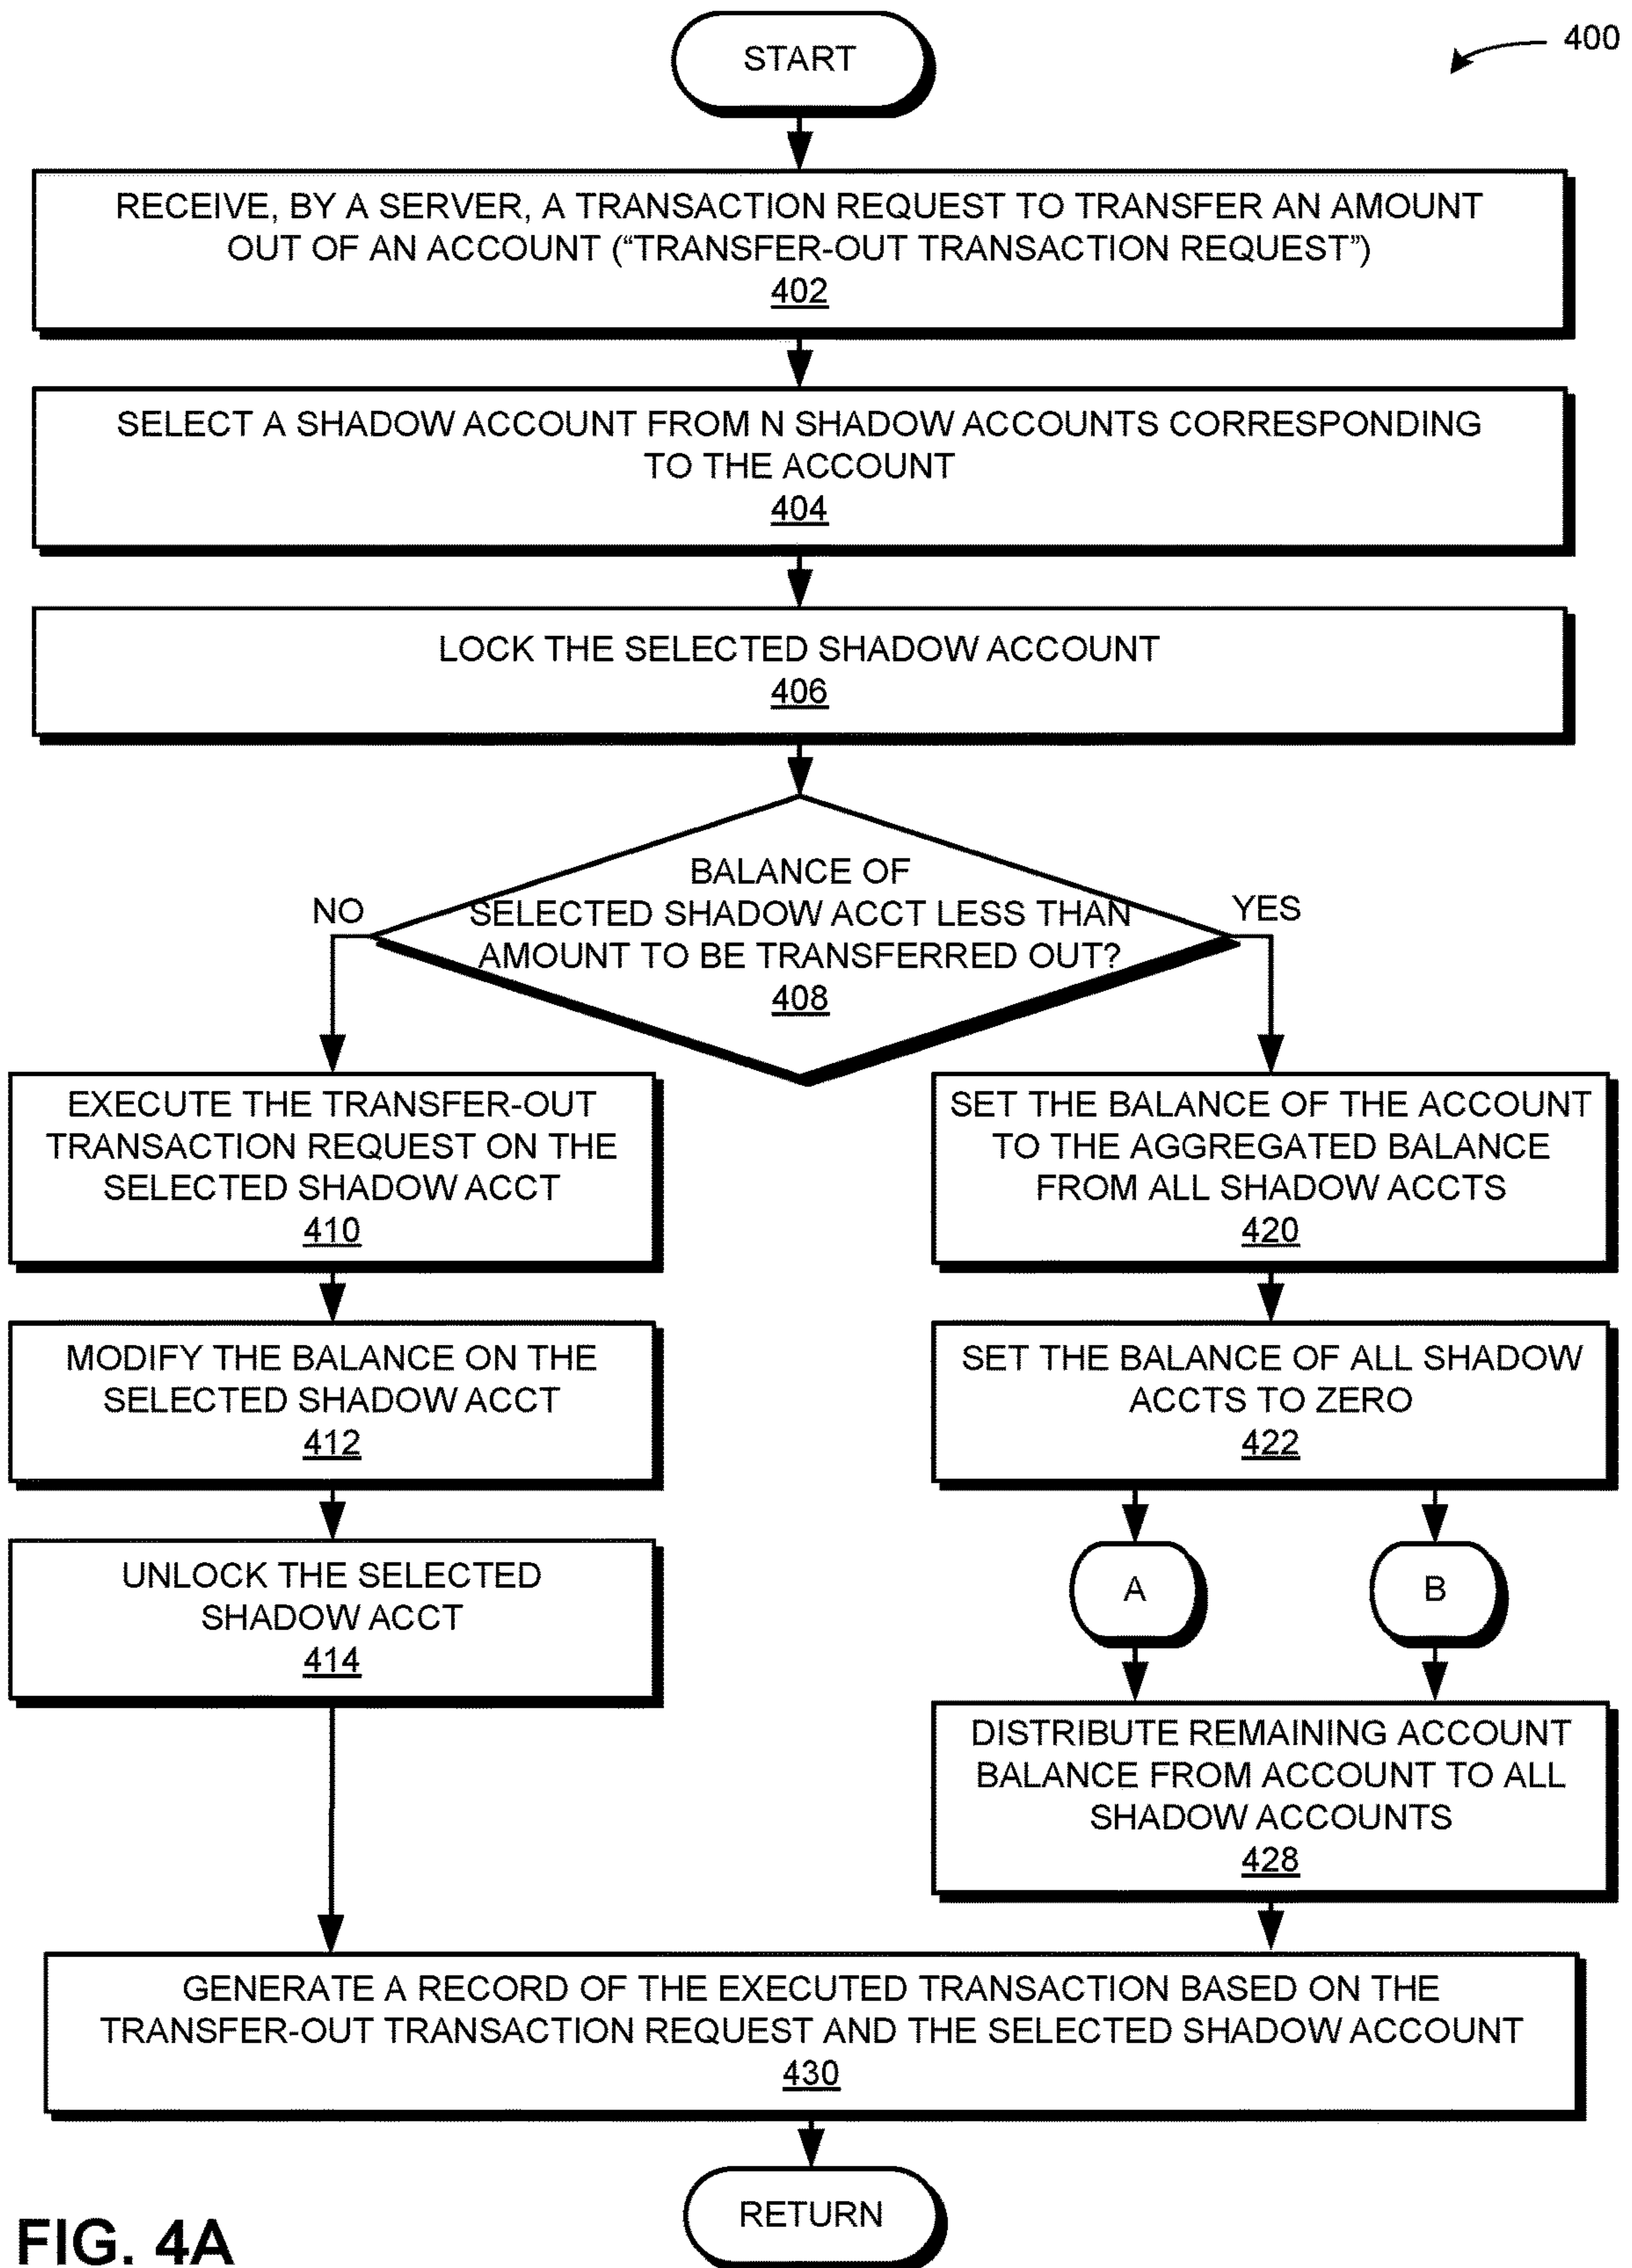 START
400
RECEIVE, BY A SERVER, A TRANSACTION REQUEST TO TRANSFER AN AMOUNT
OUT OF AN ACCOUNT (“TRANSFER-OUT TRANSACTION REQUEST”)
402
SELECT A SHADOW ACCOUNT FROM N SHADOW ACCOUNTS CORRESPONDING
TO THE ACCOUNT
404
LOCK THE SELECTED SHADOW ACCOUNT
406
BALANCE OF
SELECTED SHADOW ACCT LESS THAN
AMOUNT TO BE TRANSFERRED OUT?
408
NO
YES
EXECUTE THE TRANSFER-OUT
TRANSACTION REQUEST ON THE
SELECTED SHADOW ACCT
410
MODIFY THE BALANCE ON THE
SELECTED SHADOW ACCT
412
UNLOCK THE SELECTED
SHADOW ACCT
414
SET THE BALANCE OF THE ACCOUNT
TO THE AGGREGATED BALANCE
FROM ALL SHADOW ACCTS
420
SET THE BALANCE OF ALL SHADOW
ACCTS TO ZERO
422
A
B
DISTRIBUTE REMAINING ACCOUNT
BALANCE FROM ACCOUNT TO ALL
SHADOW ACCOUNTS
428
GENERATE A RECORD OF THE EXECUTED TRANSACTION BASED ON THE
TRANSFER-OUT TRANSACTION REQUEST AND THE SELECTED SHADOW ACCOUNT
430
RETURN
FIG. 4A